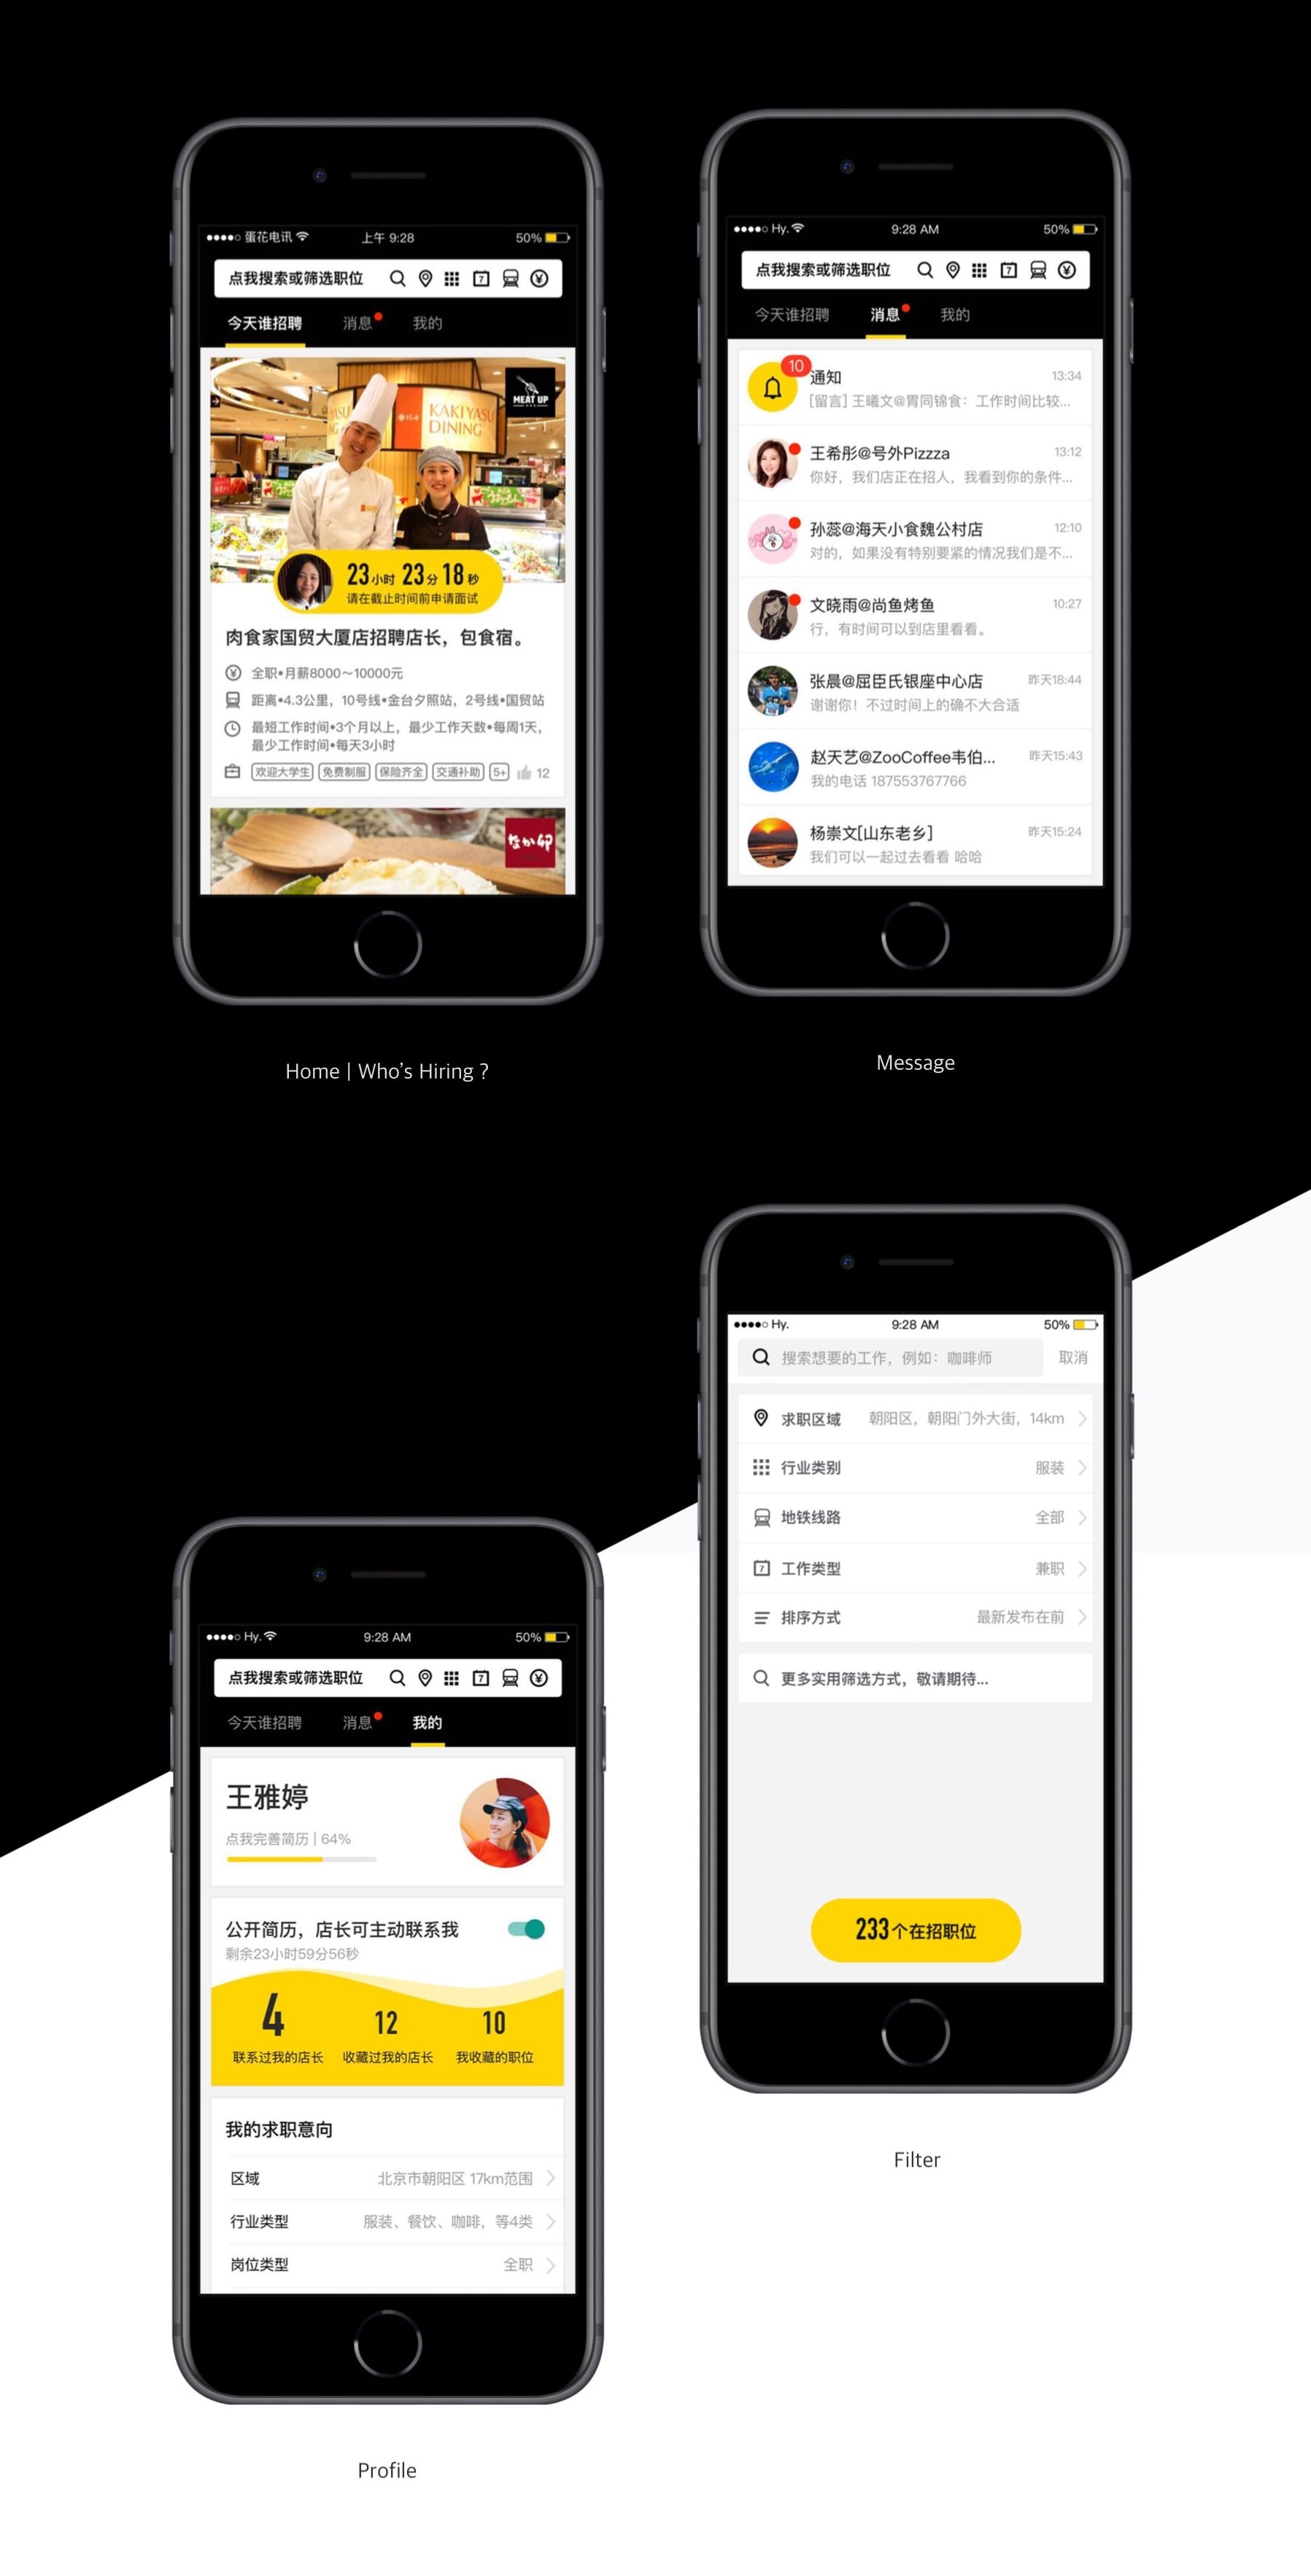 蛋花电讯
上午 9:28
50%
点我搜索或筛选职位
7
¥
今天谁招聘
消息
我的
KAKIYASU
DINING
MEAT UP
23小时 23分 18秒
请在截止时间前申请面试
肉食家国贸大厦店招聘店长，包食宿。
¥
全职•月薪8000～10000元
距离•4.3公里，10号线•金台夕照站，2号线•国贸站
最短工作时间•3个月以上，最少工作天数•每周1天，
最少工作时间•每天3小时
欢迎大学生 免费制服 保险齐全 交通补助 5+ 12
なか卯
Home | Who’s Hiring ?
Hy.
9:28 AM
50%
点我搜索或筛选职位
7
¥
今天谁招聘
消息
我的
10
通知
13:34
[留言] 王曦文@胃同锦食：工作时间比较...
王希彤@号外Pizzza
13:12
你好，我们店正在招人，我看到你的条件...
孙蕊@海天小食魏公村店
12:10
对的，如果没有特别要紧的情况我们是不...
文晓雨@尚鱼烤鱼
10:27
行，有时间可以到店里看看。
张晨@屈臣氏银座中心店
昨天18:44
谢谢你！不过时间上的确不大合适
赵天艺@ZooCoffee韦伯...
昨天15:43
我的电话 187553767766
杨崇文[山东老乡]
昨天15:24
我们可以一起过去看看 哈哈
Message
Hy.
9:28 AM
50%
搜索想要的工作，例如：咖啡师
取消
求职区域
朝阳区，朝阳门外大街，14km
行业类别
服装
地铁线路
全部
7
工作类型
兼职
排序方式
最新发布在前
更多实用筛选方式，敬请期待...
233个在招职位
Filter
Hy.
9:28 AM
50%
点我搜索或筛选职位
7
¥
今天谁招聘
消息
我的
王雅婷
点我完善简历 | 64%
公开简历，店长可主动联系我
剩余23小时59分56秒
4
12
10
联系过我的店长
收藏过我的店长
我收藏的职位
我的求职意向
区域
北京市朝阳区 17km范围
行业类型
服装、餐饮、咖啡，等4类
岗位类型
全职
Profile